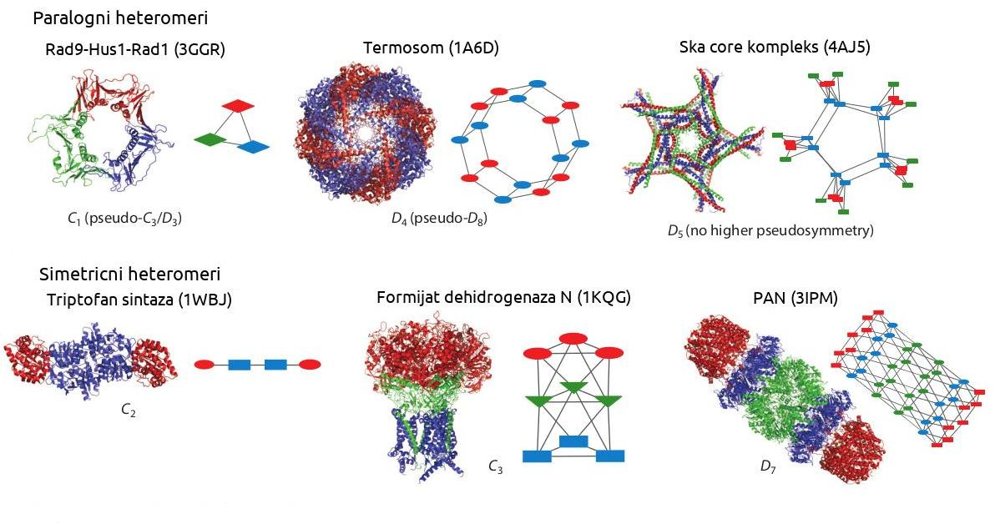 Paralogni heteromeri
Rad9-Hus1-Rad1 (3GGR)
Termosom (1A6D)
Ska core kompleks (4AJ5)
C1 (pseudo-C3/D3)
D4 (pseudo-D8)
D5 (no higher pseudosymmetry)
Simetricni heteromeri
Triptofan sintaza (1WBJ)
Formijat dehidrogenaza N (1KQG)
PAN (3IPM)
C2
C3
D7